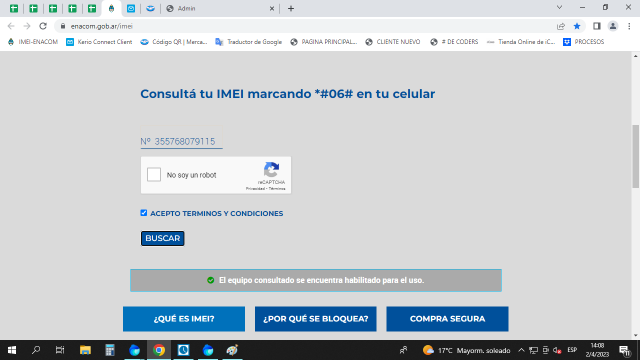 Admin
enacom.gob.ar/imei
IMEI-ENACOM
Kerio Connect Client
Código QR | Merca...
Traductor de Google
PAGINA PRINCIPAL...
CLIENTE NUEVO
# DE CODERS
Tienda Online de iC...
PROCESOS
Consultá tu IMEI marcando *#06# en tu celular
Nº 355768079115
No soy un robot
reCAPTCHA
Privacidad - Términos
ACEPTO TERMINOS Y CONDICIONES
BUSCAR
El equipo consultado se encuentra habilitado para el uso.
¿QUÉ ES IMEI?
¿POR QUÉ SE BLOQUEA?
COMPRA SEGURA
17°C Mayorm. soleado
ESP
14:08
2/4/2023